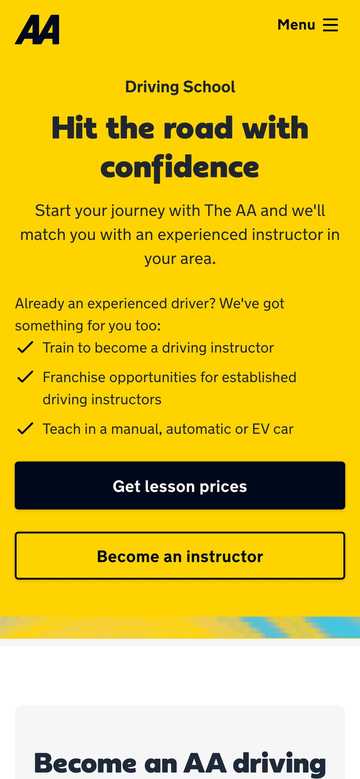 AA
Menu
Driving School
Hit the road with
confidence
Start your journey with The AA and we'll
match you with an experienced instructor in
your area.
Already an experienced driver? We've got
something for you too:
Train to become a driving instructor
Franchise opportunities for established
driving instructors
Teach in a manual, automatic or EV car
Get lesson prices
Become an instructor
Become an AA driving